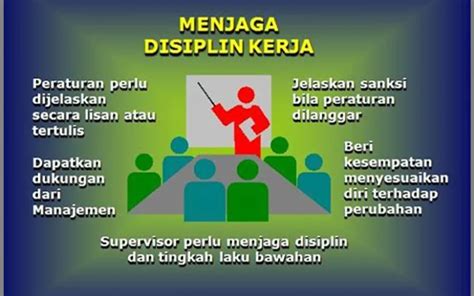 MENJAGA
DISIPLIN KERJA
Peraturan perlu
dijelaskan
secara lisan atau
tertulis
Jelaskan sanksi
bila peraturan
dilanggar
Dapatkan
dukungan
dari
Manajemen
Beri
kesempatan
menyesuaikan
diri terhadap
perubahan
Supervisor perlu menjaga disiplin
dan tingkah laku bawahan